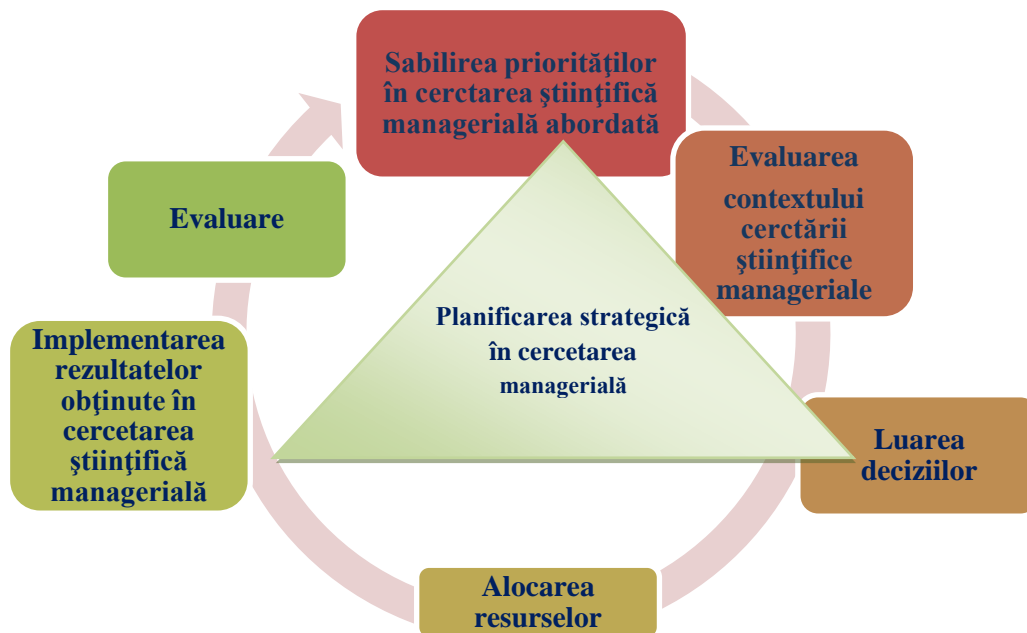 Sabilirea priorităţilor
în cerctarea ştiinţifică
managerială abordată
Evaluarea
contextului
cerctării
ştiinţifice
manageriale
Luarea
deciziilor
Alocarea
resurselor
Implementarea
rezultatelor
obţinute în
cercetarea
ştiinţifică
managerială
Evaluare
Planificarea strategică
în cercetarea
managerială